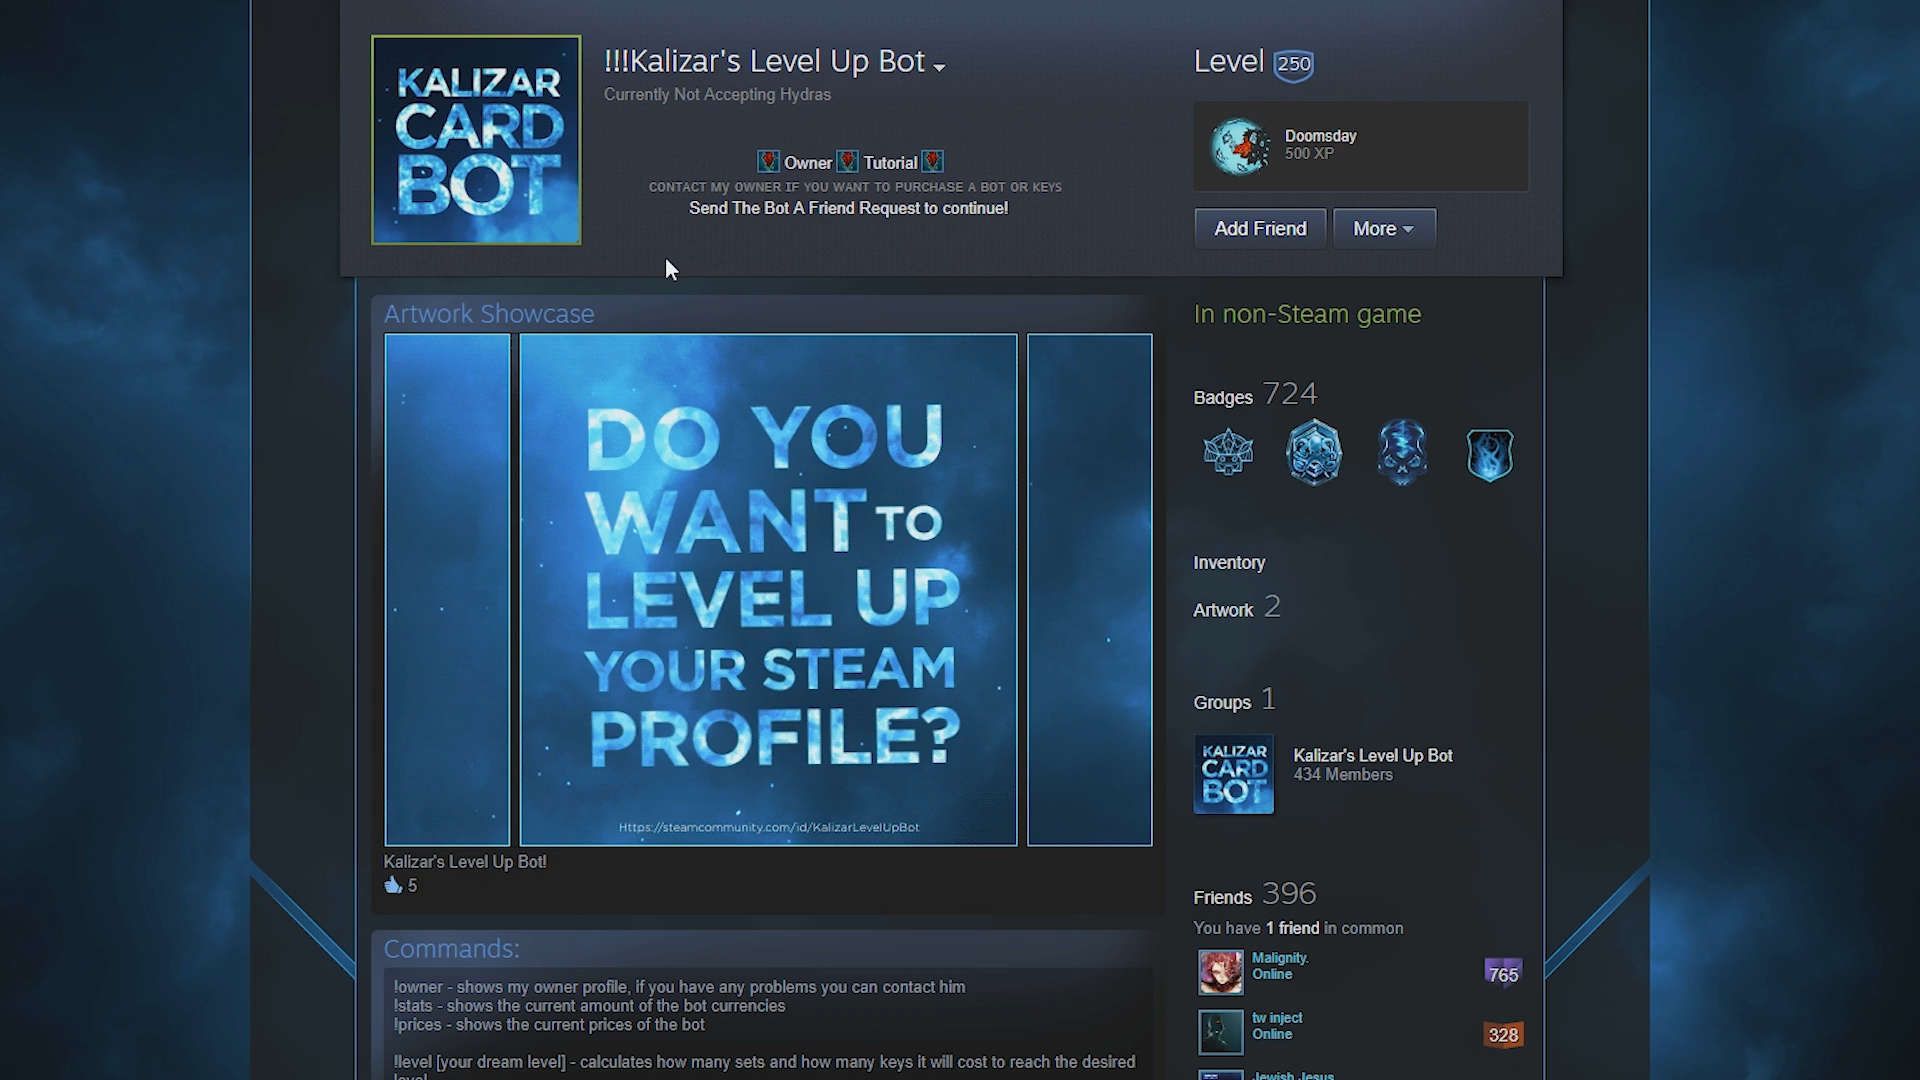 KALIZAR
CARD
BOT
!!!Kalizar's Level Up Bot
Currently Not Accepting Hydras
Owner Tutorial
CONTACT MY OWNER IF YOU WANT TO PURCHASE A BOT OR KEYS
Send The Bot A Friend Request to continue!
Level 250
Doomsday
500 XP
Add Friend More
Artwork Showcase
DO YOU
WANT TO
LEVEL UP
YOUR STEAM
PROFILE?
Https://steamcommunity.com/id/KalizarLevelUpBot
Kalizar's Level Up Bot!
5
Commands:
!owner - shows my owner profile, if you have any problems you can contact him
!stats - shows the current amount of the bot currencies
!prices - shows the current prices of the bot
!level [your dream level] - calculates how many sets and how many keys it will cost to reach the desired
level
In non-Steam game
Badges 724
Inventory
Artwork 2
Groups 1
KALIZAR
CARD
BOT
Kalizar's Level Up Bot
434 Members
Friends 396
You have 1 friend in common
Malignity.
Online
765
tw inject
Online
328
Jewish Jesus